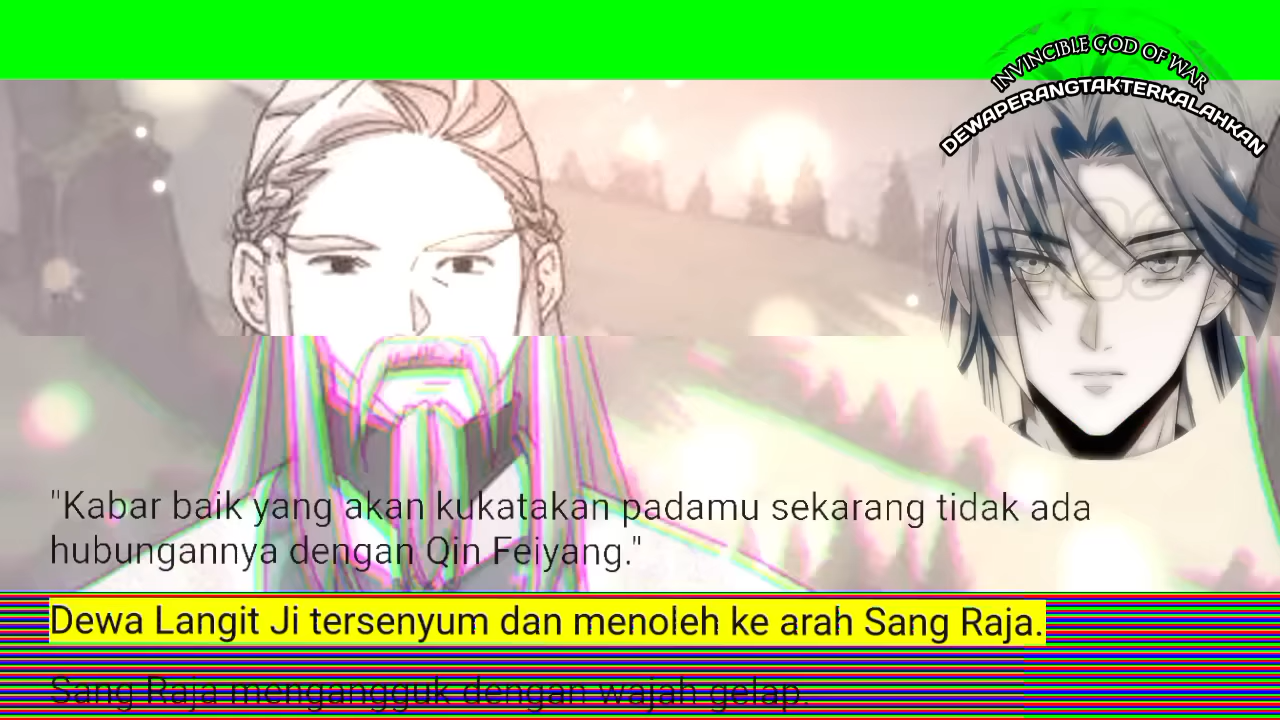 INVINCIBLE GOD OF WAR
DEWAPERANGTAKTERKALAHKAN
"Kabar baik yang akan kukatakan padamu sekarang tidak ada
hubungannya dengan Qin Feiyang."
Dewa Langit Ji tersenyum dan menoleh ke arah Sang Raja.
Sang Raja mengangguk dengan wajah gelap.